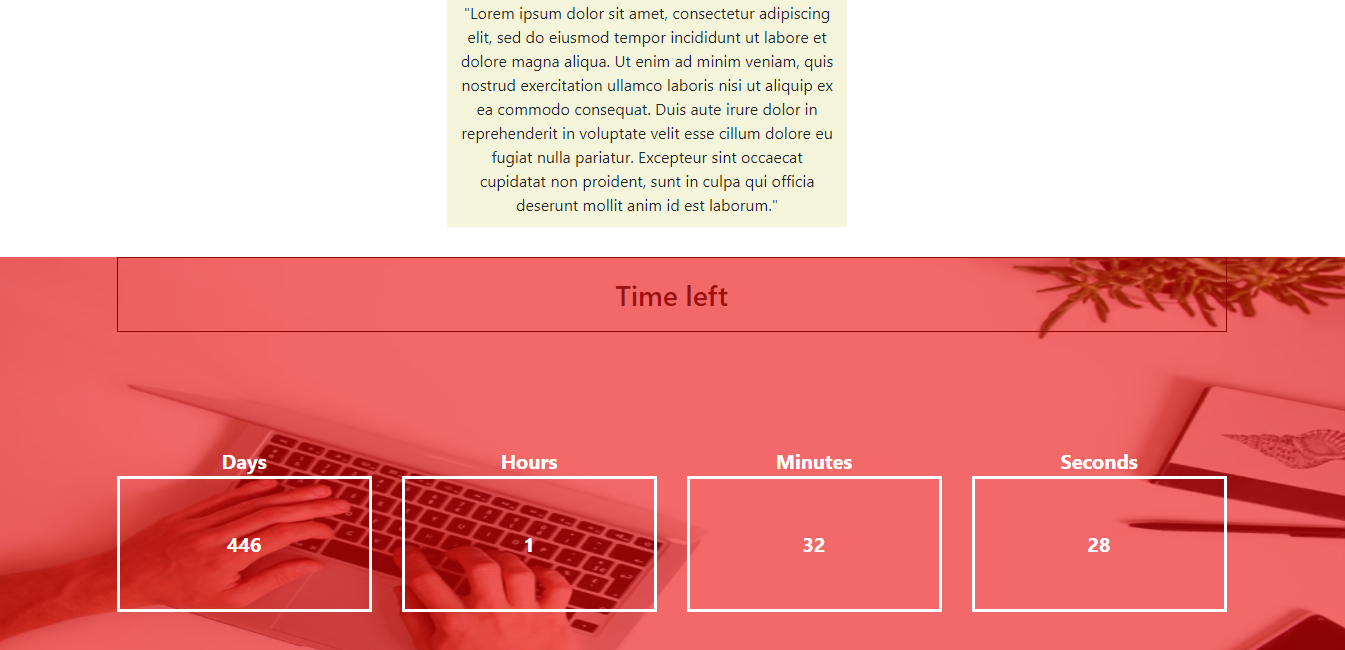 "Lorem ipsum dolor sit amet, consectetur adipiscing
elit, sed do eiusmod tempor incididunt ut labore et
dolore magna aliqua. Ut enim ad minim veniam, quis
nostrud exercitation ullamco laboris nisi ut aliquip ex
ea commodo consequat. Duis aute irure dolor in
reprehenderit in voluptate velit esse cillum dolore eu
fugiat nulla pariatur. Excepteur sint occaecat
cupidatat non proident, sunt in culpa qui officia
deserunt mollit anim id est laborum."
Time left
Days Hours Minutes Seconds
446 1 32 28